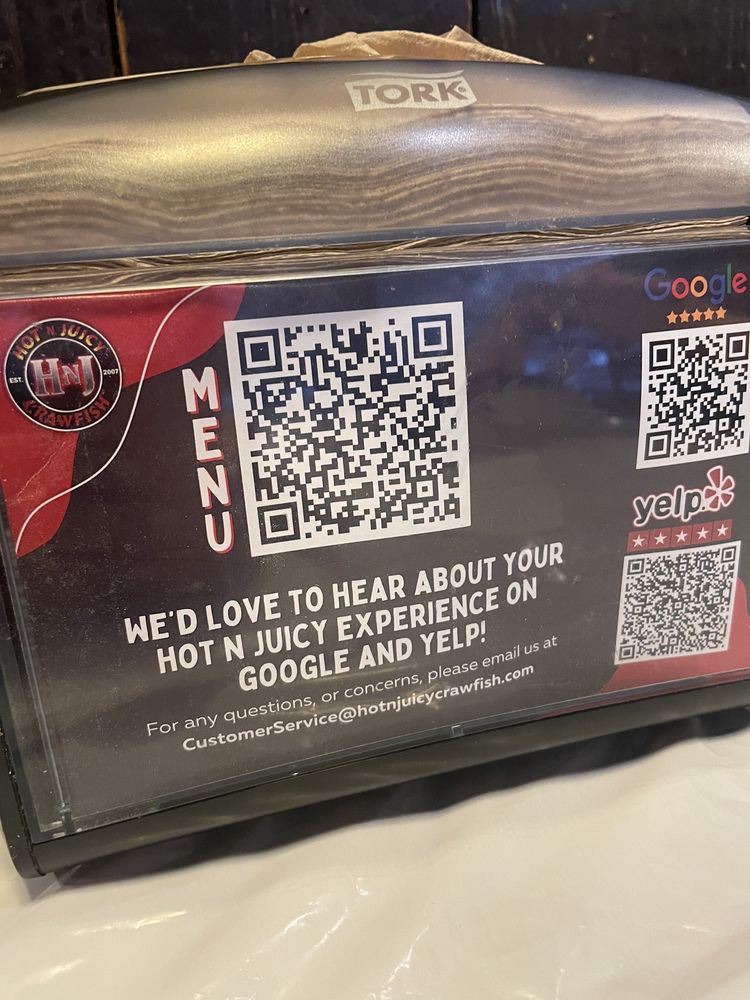 TORK
HOT N JUICY
EST. HNJ 2007
CRAWFISH
MENU
Google
yelp
WE'D LOVE TO HEAR ABOUT YOUR
HOT N JUICY EXPERIENCE ON
GOOGLE AND YELP!
For any questions, or concerns, please email us at
CustomerService@hotnjuicycrawfish.com